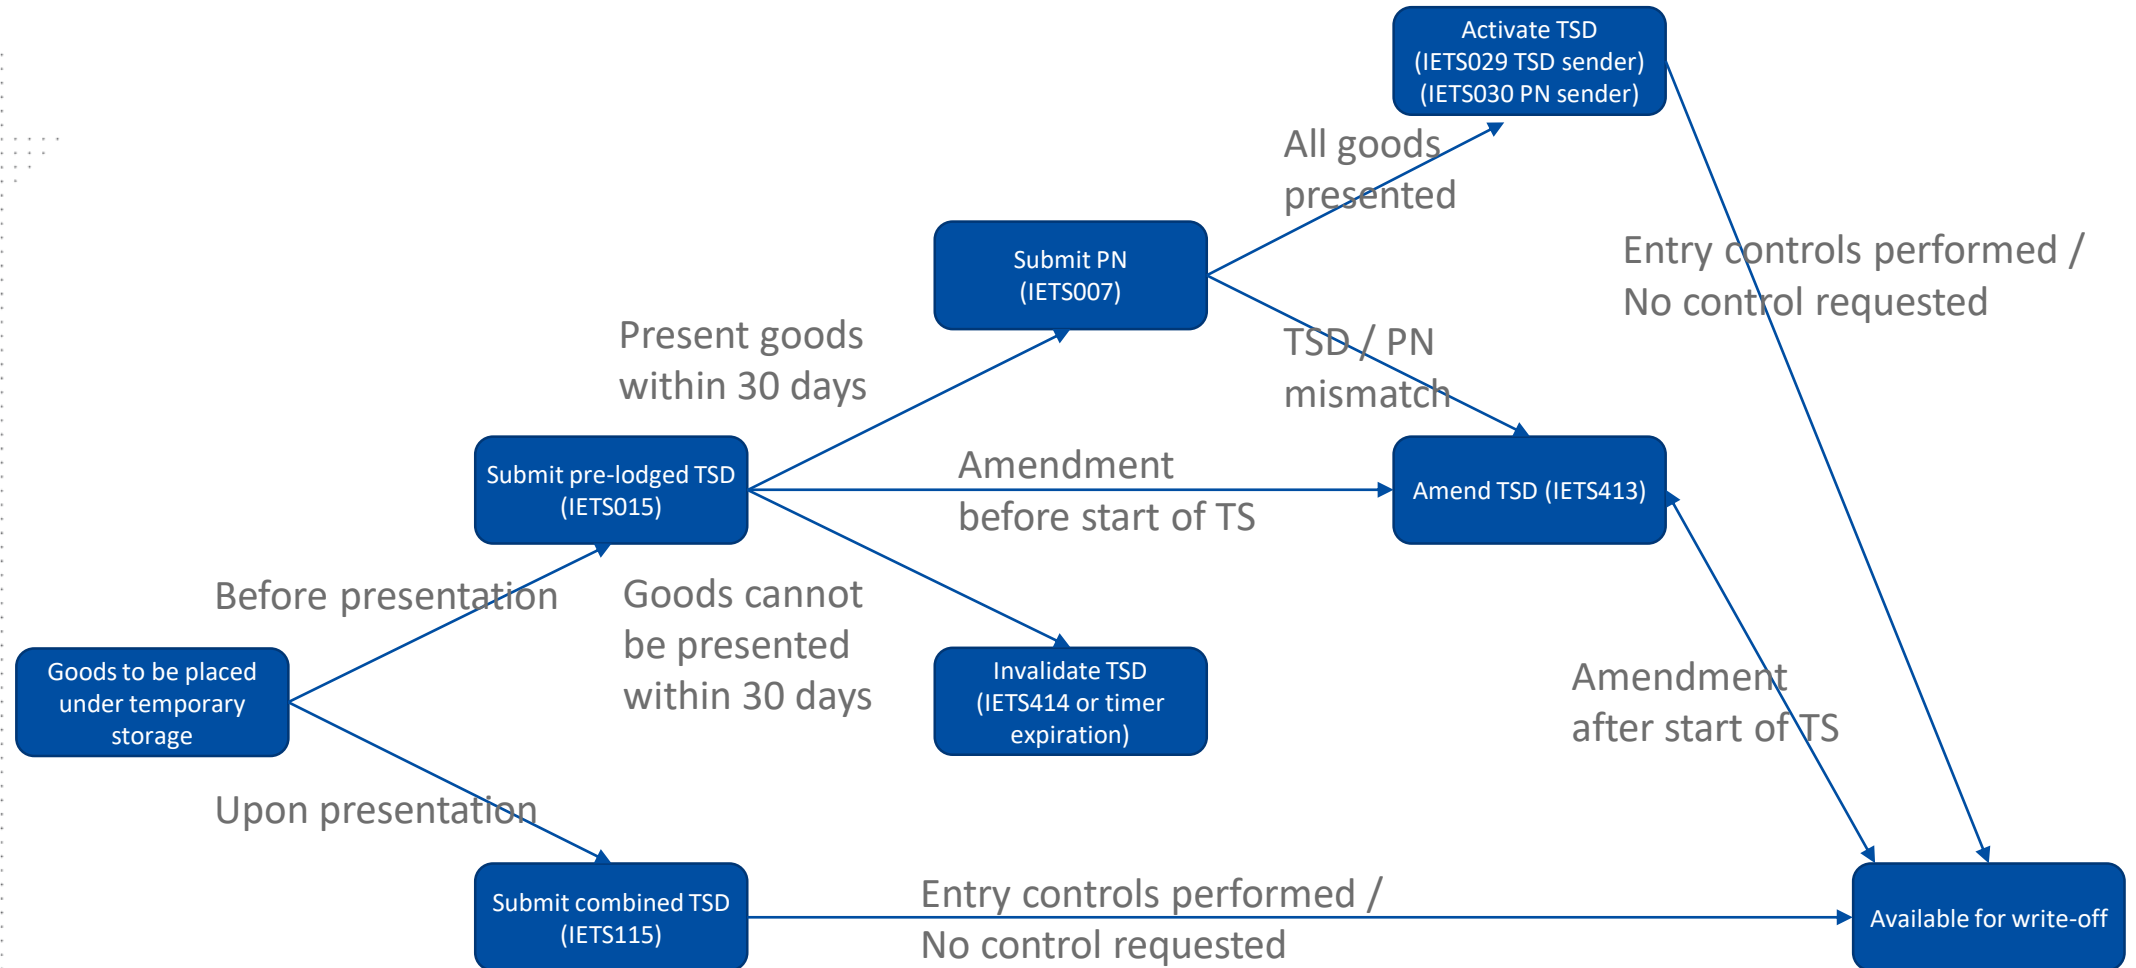 Activate TSD
(IETS029 TSD sender)
(IETS030 PN sender)
All goods
presented
Submit PN
(IETS007)
Entry controls performed /
No control requested
Present goods
within 30 days
TSD / PN
mismatch
Submit pre-lodged TSD
(IETS015)
Amendment
before start of TS
Amend TSD (IETS413)
Before presentation
Goods cannot
be presented
within 30 days
Goods to be placed
under temporary
storage
Invalidate TSD
(IETS414 or timer
expiration)
Amendment
after start of TS
Upon presentation
Submit combined TSD
(IETS115)
Entry controls performed /
No control requested
Available for write-off